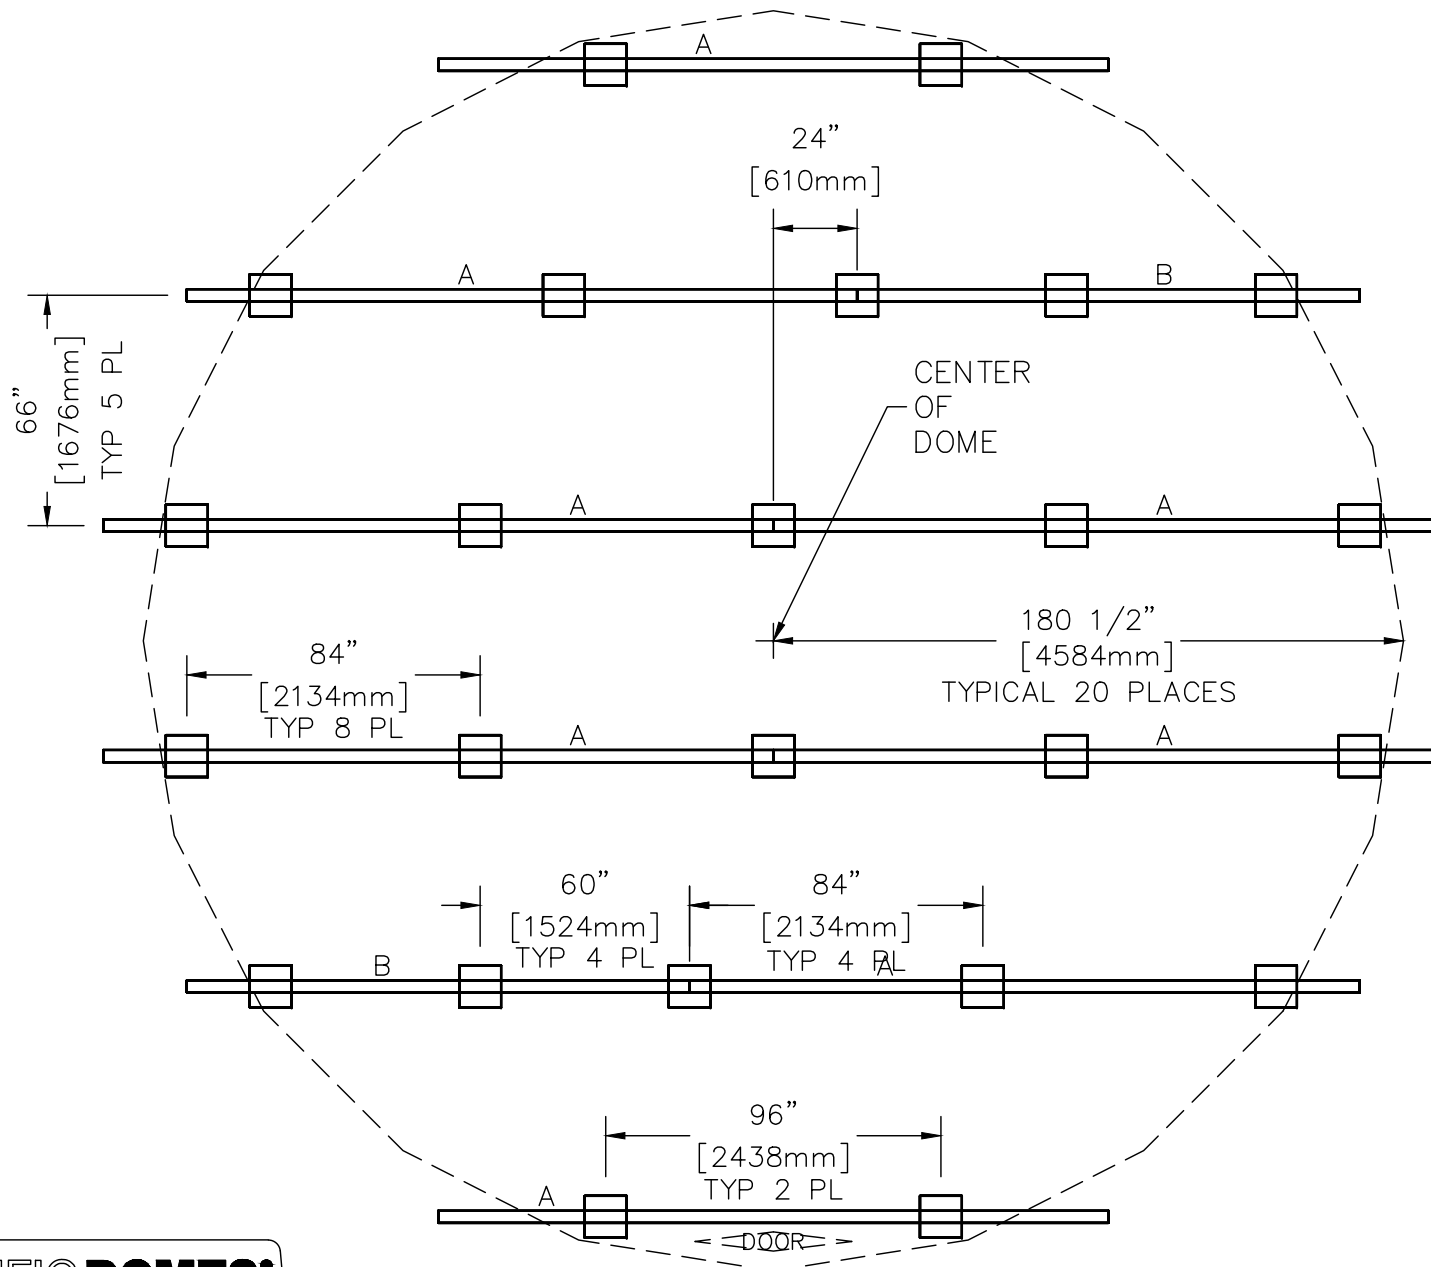 A
24”
[610mm]
A
B
66”
[1676mm]
TYP 5 PL
CENTER
OF
DOME
A
A
180 1/2”
[4584mm]
TYPICAL 20 PLACES
84”
[2134mm]
TYP 8 PL
A
A
60”
[1524mm]
TYP 4 PL
84”
[2134mm]
TYP 4 PL
B
A
96”
[2438mm]
TYP 2 PL
A
DOOR